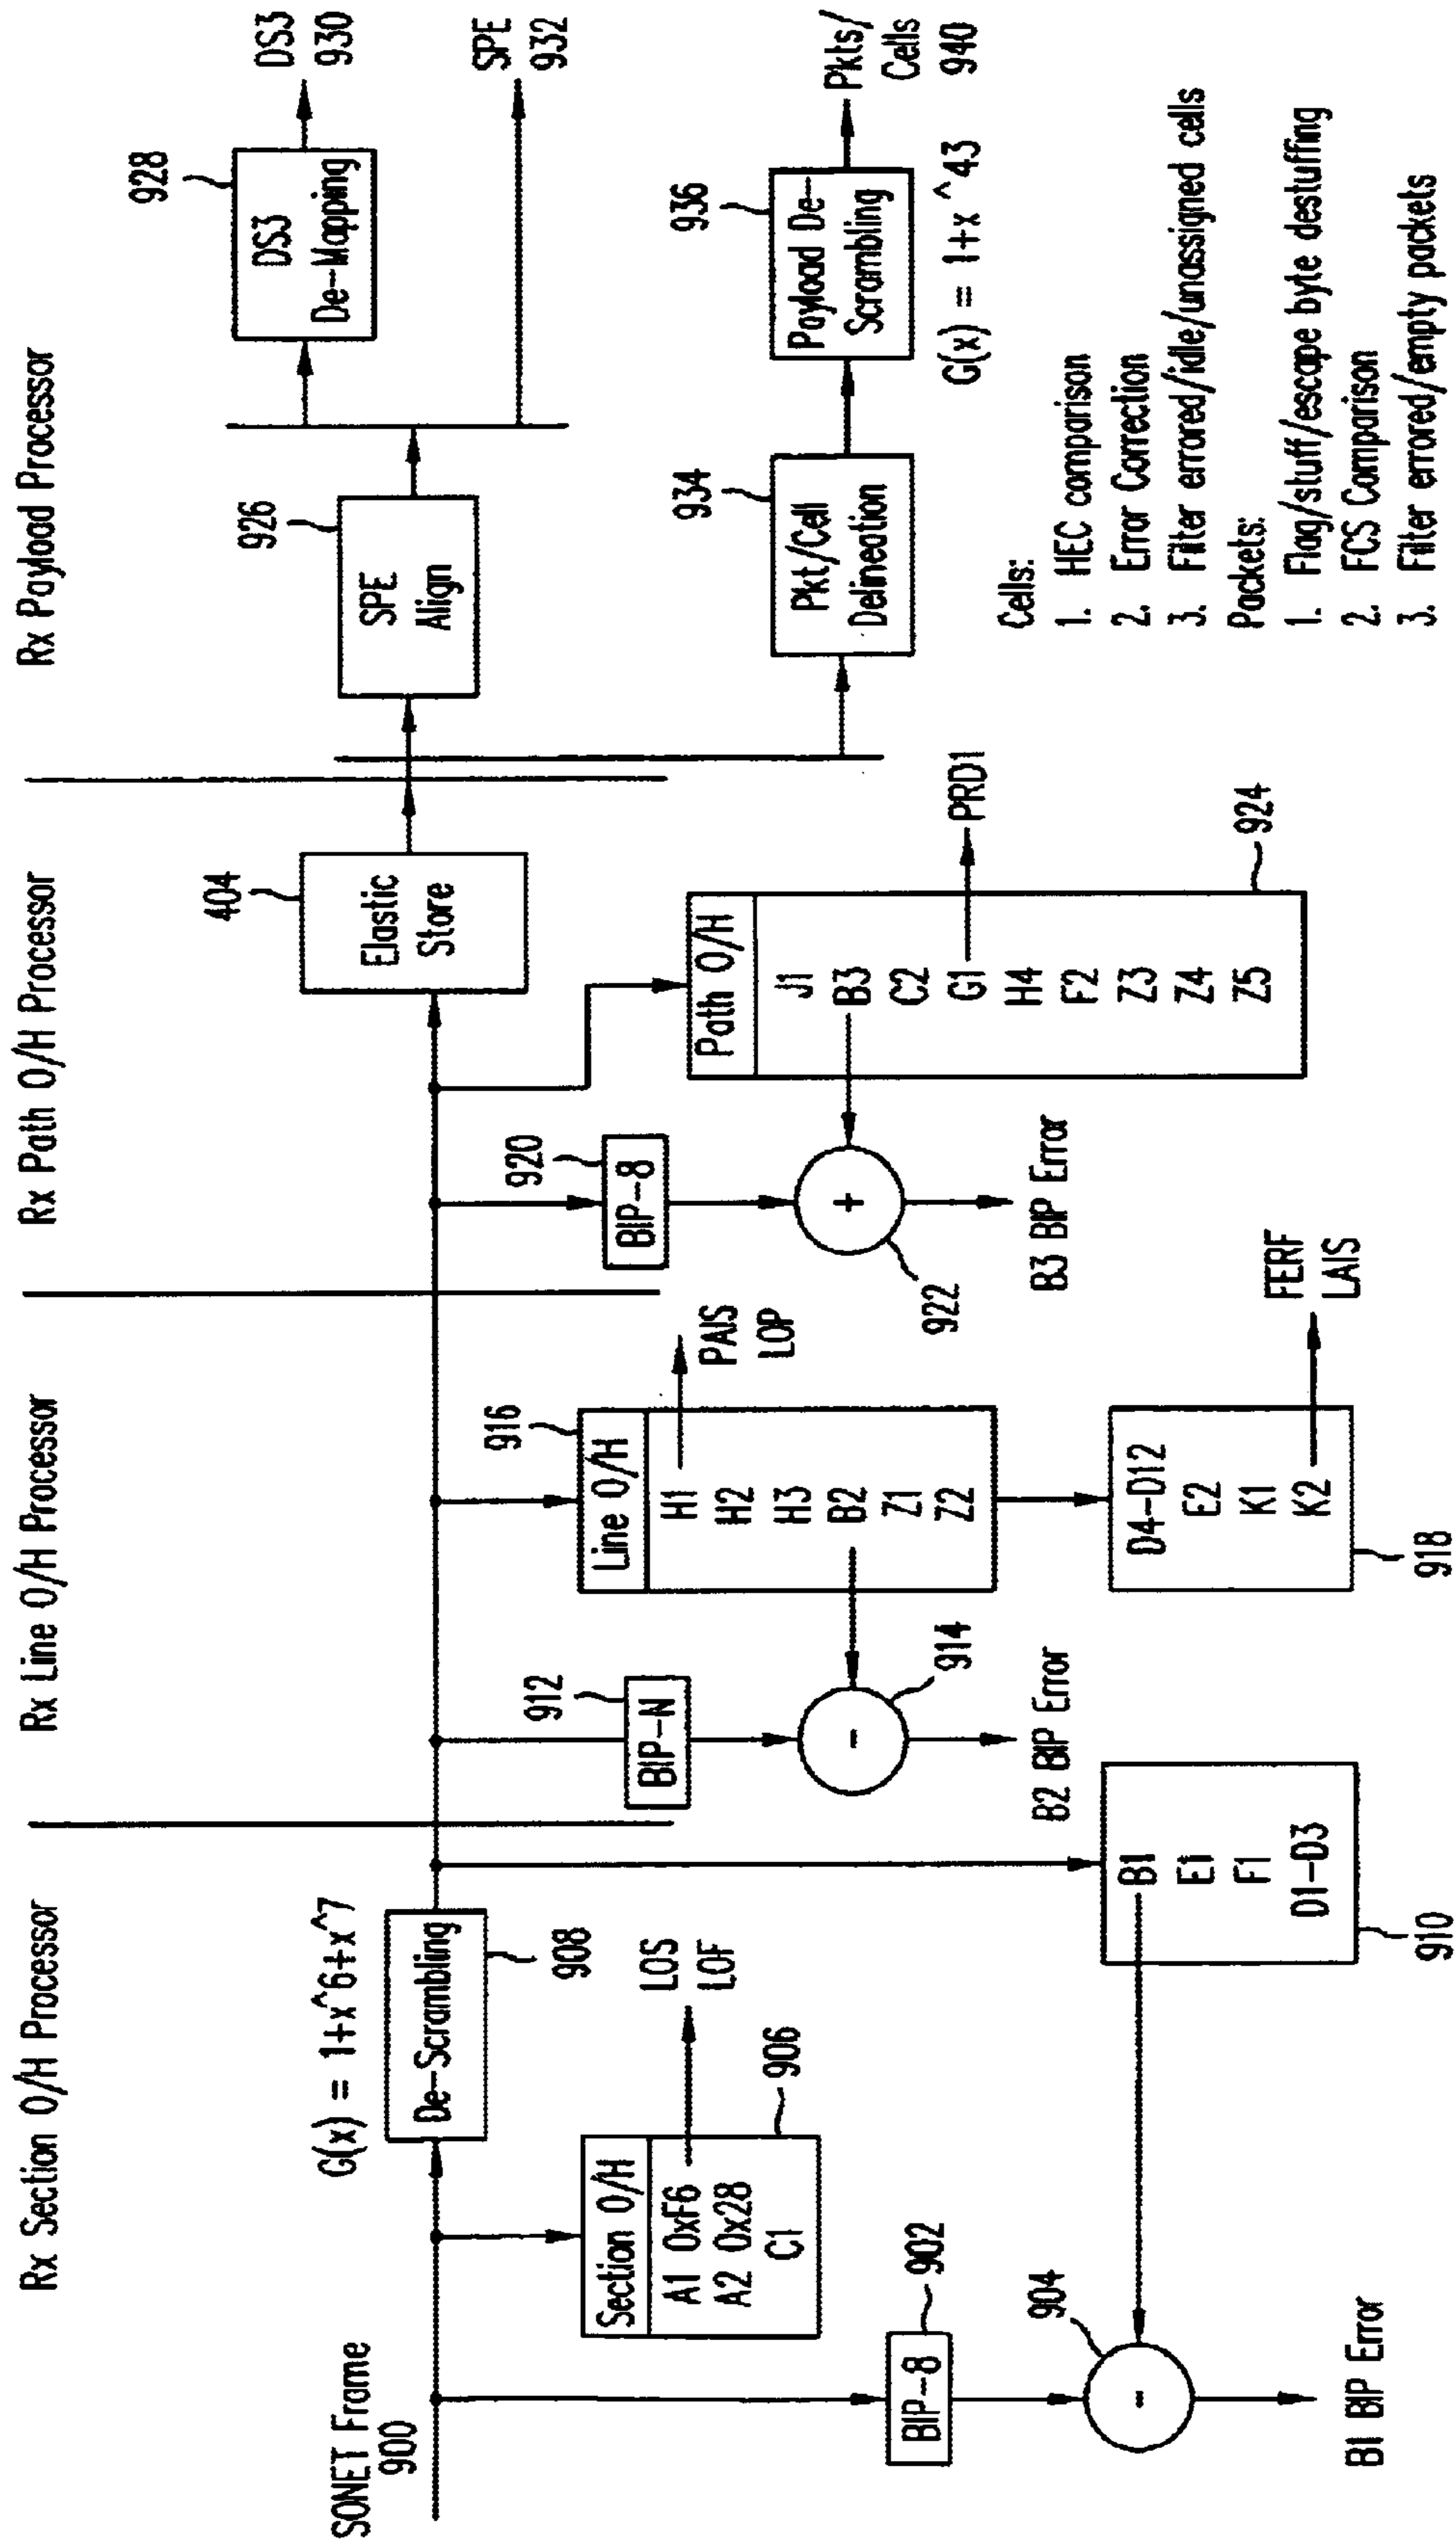 Rx Section O/H Processor
Rx Line O/H Processor
Rx Path O/H Processor
Rx Payload Processor
SONET Frame
900
G(x) = 1+x^6+x^7
De-Scrambling
908
Section O/H
A1 0xF6
A2 0x28
C1
906
LOS
LOF
BIP-8
902
-
904
B1 BIP Error
B1
E1
F1
D1-D3
910
BIP-N
912
-
914
B2 BIP Error
Line O/H
H1
H2
H3
B2
Z1
Z2
916
PAIS
LOP
D4-D12
E2
K1
K2
918
FERF
LAIS
BIP-8
920
+
922
B3 BIP Error
Elastic
Store
404
Path O/H
J1
B3
C2
G1
H4
F2
Z3
Z4
Z5
924
PRD1
SPE
Align
926
DS3
De-Mapping
928
DS3
930
SPE
932
Pkt/Cell
Delineation
934
Payload De-
Scrambling
936
G(x) = 1+x^43
Pkts/
Cells
940
Cells:
1. HEC comparison
2. Error Correction
3. Filter errored/idle/unassigned cells
Packets:
1. Flag/stuff/escape byte destuffing
2. FCS Comparison
3. Filter errored/empty packets